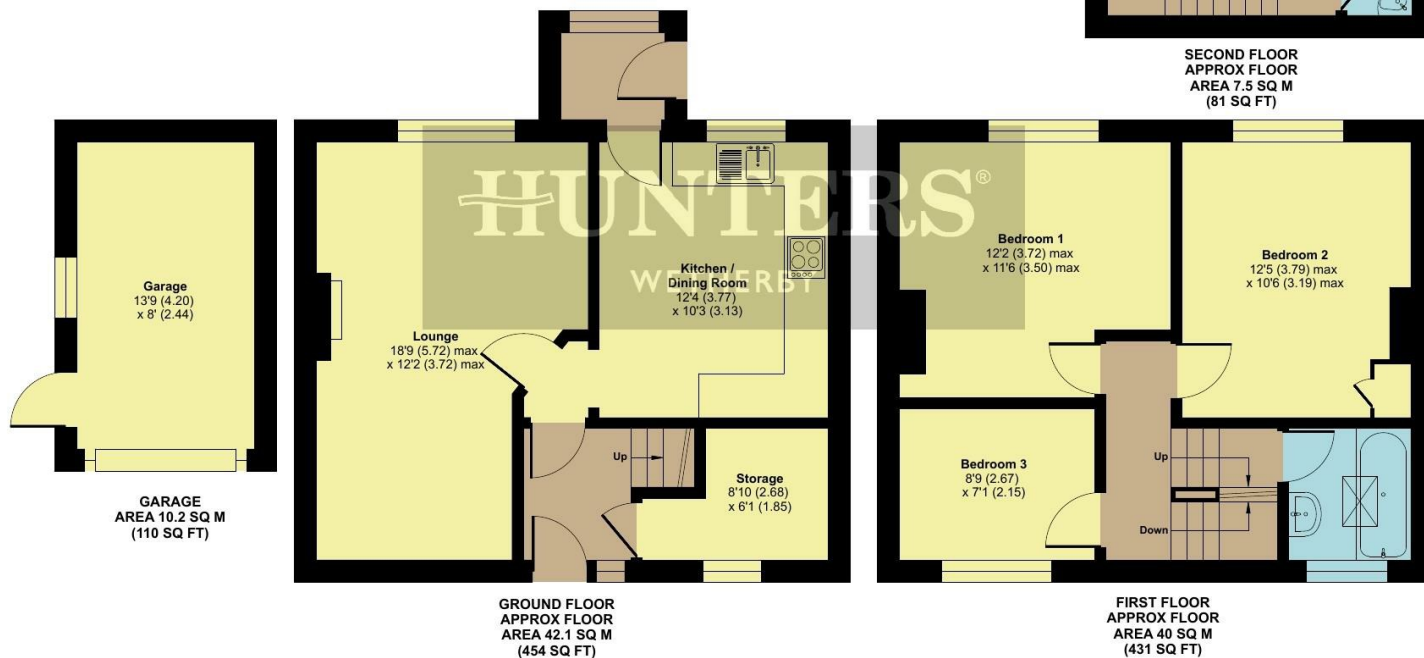 SECOND FLOOR
APPROX FLOOR
AREA 7.5 SQ M
(81 SQ FT)
HUNTERS®
WETHERBY
Garage
13'9 (4.20)
x 8' (2.44)
Lounge
18'9 (5.72) max
x 12'2 (3.72) max
Kitchen /
Dining Room
12'4 (3.77)
x 10'3 (3.13)
Bedroom 1
12'2 (3.72) max
x 11'6 (3.50) max
Bedroom 2
12'5 (3.79) max
x 10'6 (3.19) max
Up
Storage
8'10 (2.68)
x 6'1 (1.85)
Bedroom 3
8'9 (2.67)
x 7'1 (2.15)
Up
Down
GARAGE
AREA 10.2 SQ M
(110 SQ FT)
GROUND FLOOR
APPROX FLOOR
AREA 42.1 SQ M
(454 SQ FT)
FIRST FLOOR
APPROX FLOOR
AREA 40 SQ M
(431 SQ FT)